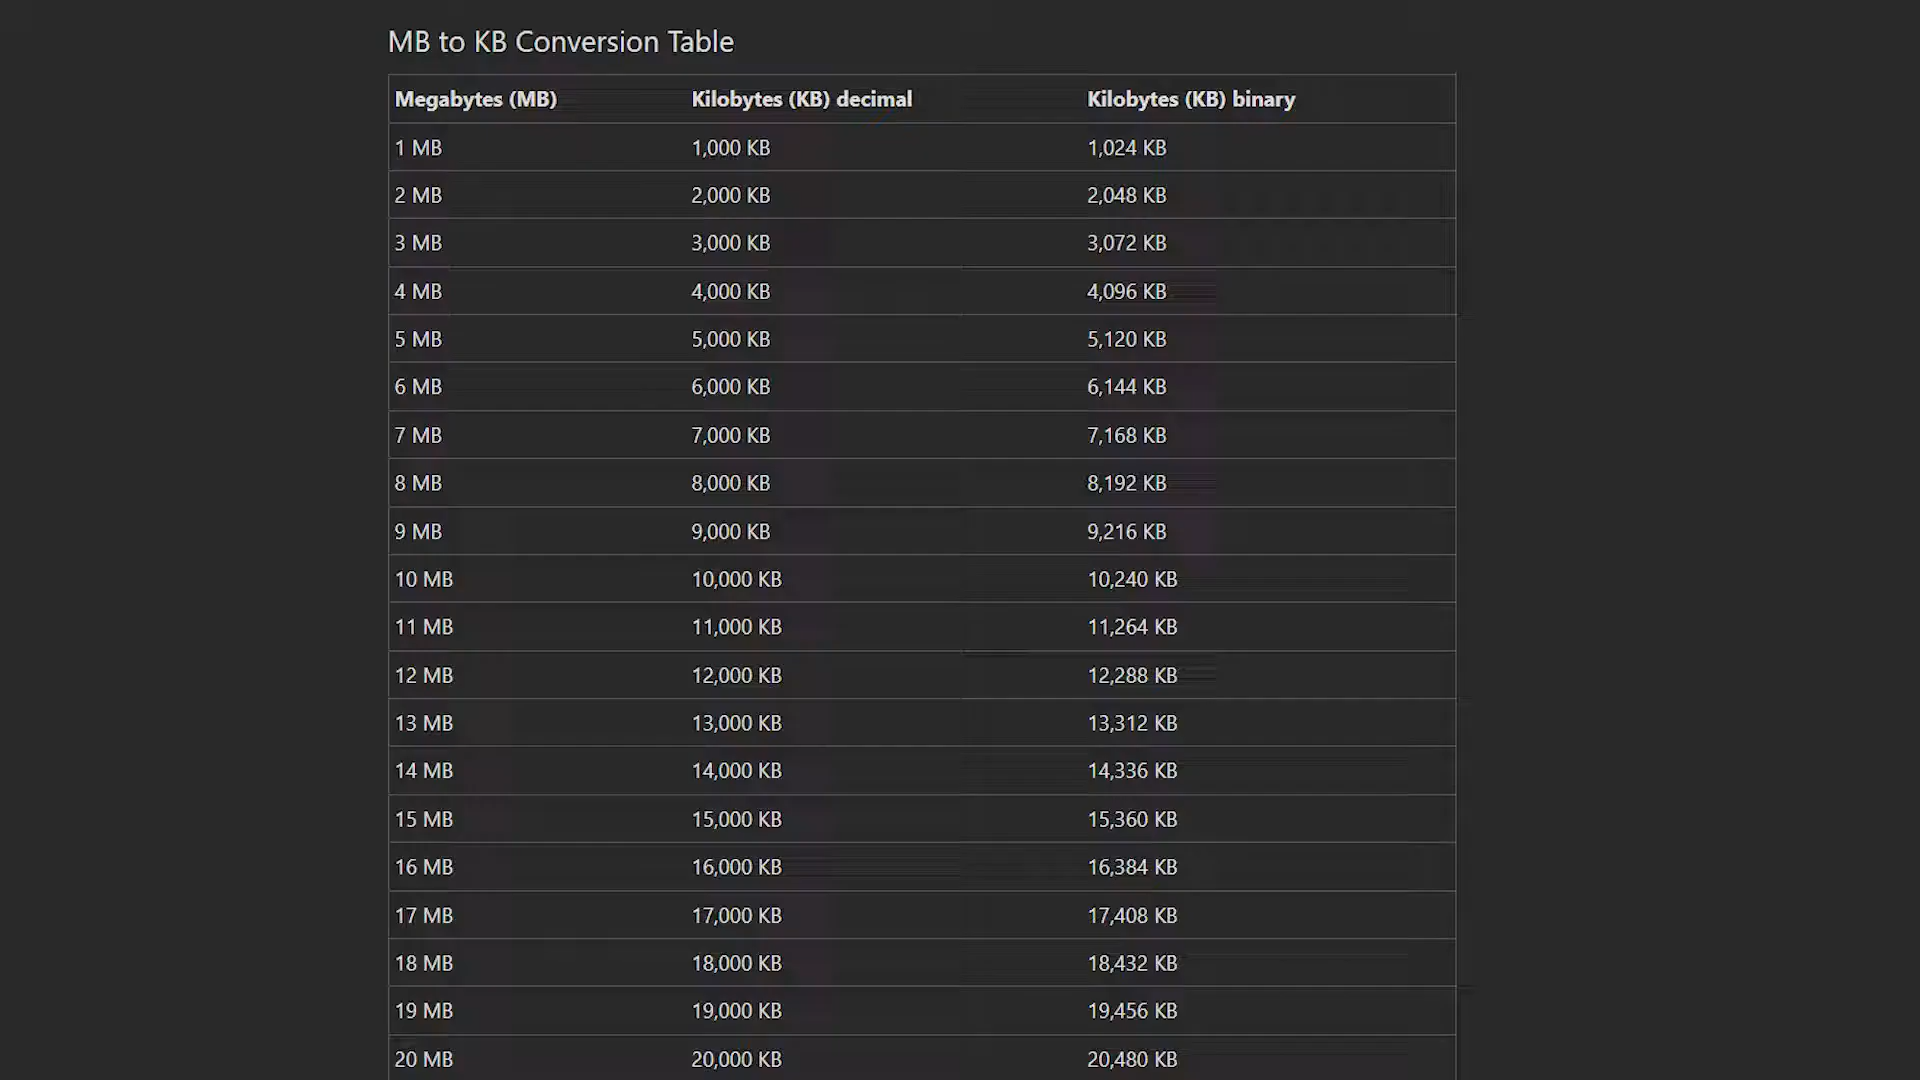 MB to KB Conversion Table
Megabytes (MB) Kilobytes (KB) decimal Kilobytes (KB) binary
1 MB 1,000 KB 1,024 KB
2 MB 2,000 KB 2,048 KB
3 MB 3,000 KB 3,072 KB
4 MB 4,000 KB 4,096 KB
5 MB 5,000 KB 5,120 KB
6 MB 6,000 KB 6,144 KB
7 MB 7,000 KB 7,168 KB
8 MB 8,000 KB 8,192 KB
9 MB 9,000 KB 9,216 KB
10 MB 10,000 KB 10,240 KB
11 MB 11,000 KB 11,264 KB
12 MB 12,000 KB 12,288 KB
13 MB 13,000 KB 13,312 KB
14 MB 14,000 KB 14,336 KB
15 MB 15,000 KB 15,360 KB
16 MB 16,000 KB 16,384 KB
17 MB 17,000 KB 17,408 KB
18 MB 18,000 KB 18,432 KB
19 MB 19,000 KB 19,456 KB
20 MB 20,000 KB 20,480 KB